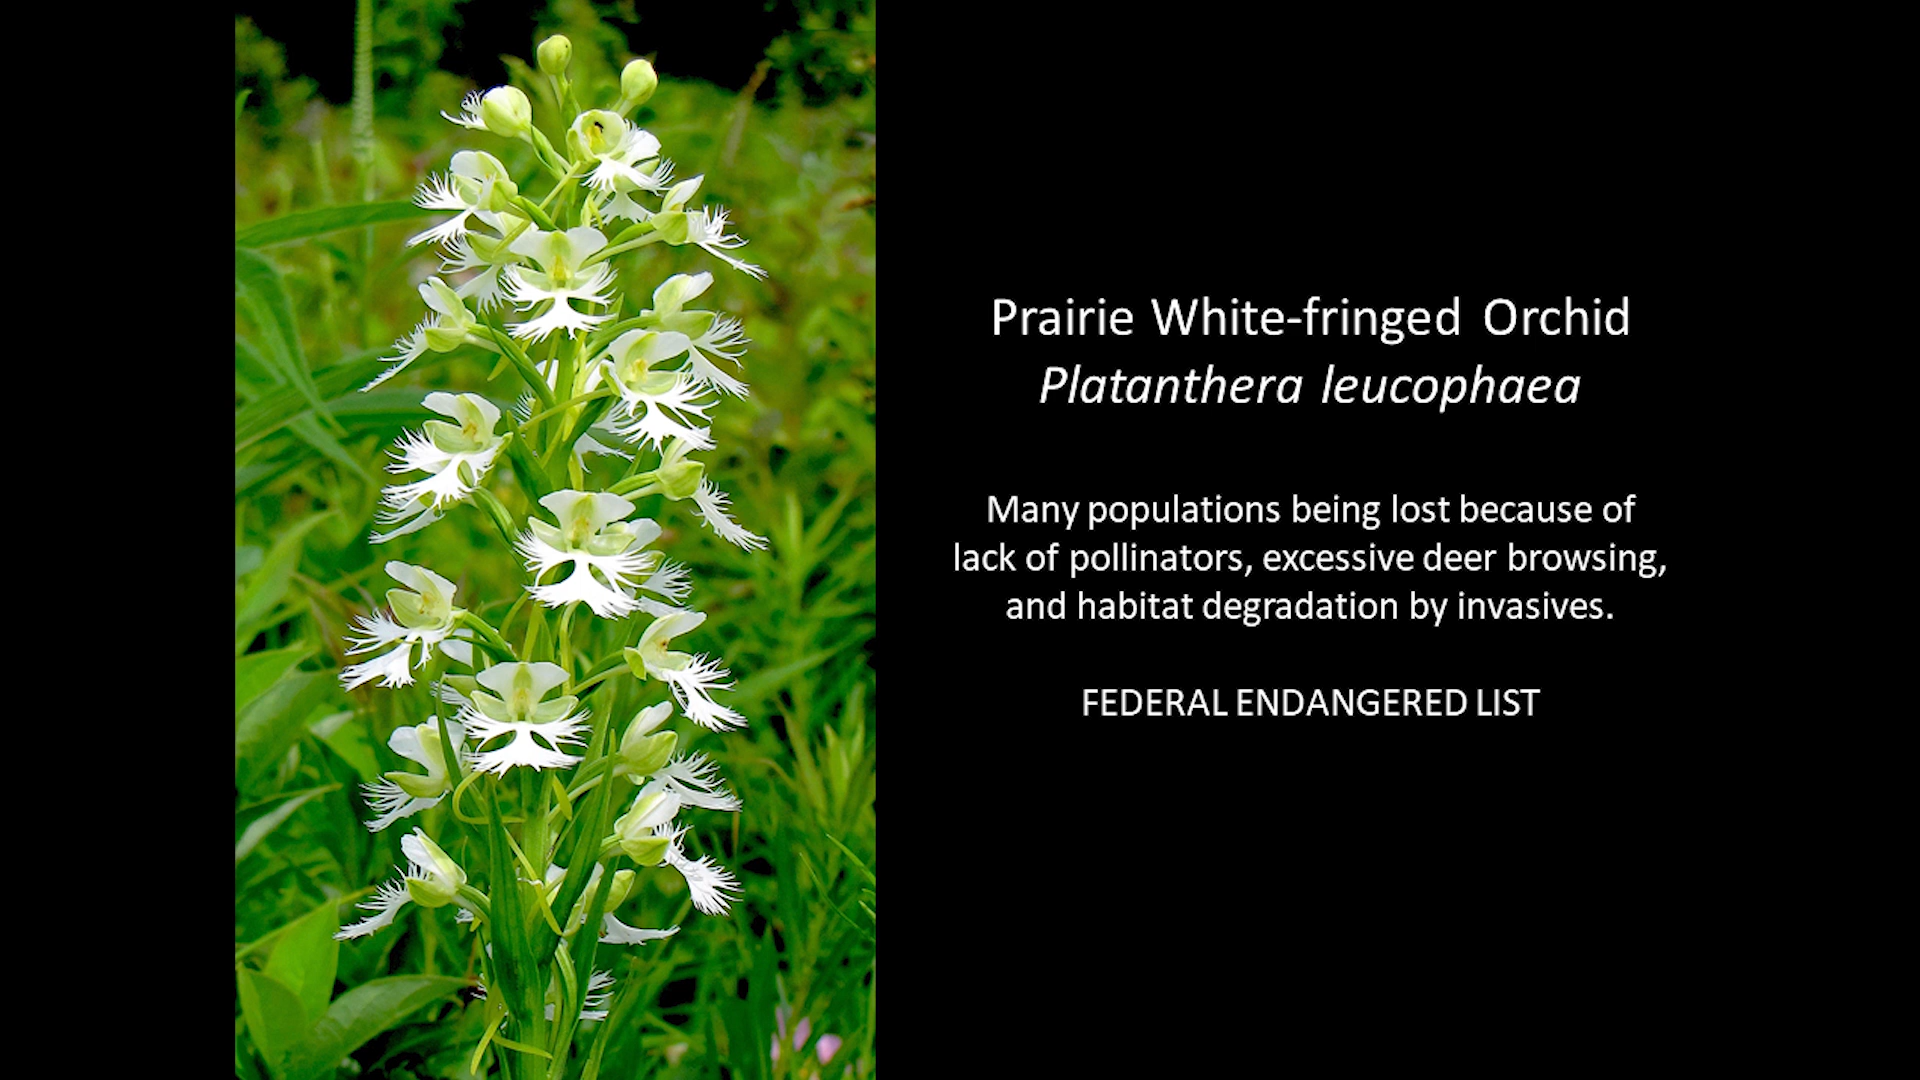 Prairie White-fringed Orchid
Platanthera leucophaea
Many populations being lost because of
lack of pollinators, excessive deer browsing,
and habitat degradation by invasives.
FEDERAL ENDANGERED LIST